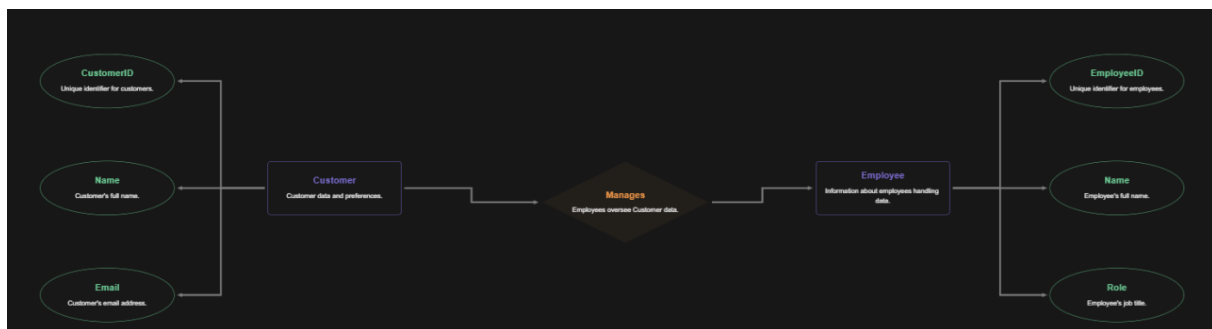 CustomerID
Unique identifier for customers.
Name
Customer's full name.
Email
Customer's email address.
Customer
Customer data and preferences.
Manages
Employees oversee Customer data.
Employee
Information about employees handling
data.
EmployeeID
Unique identifier for employees.
Name
Employee's full name.
Role
Employee's job title.